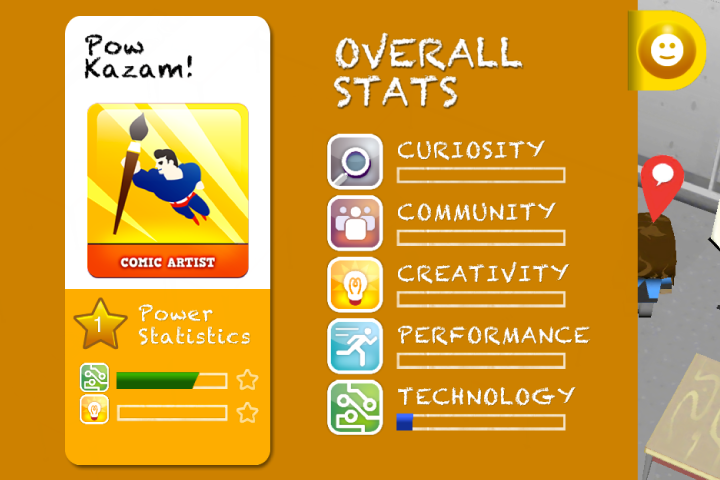 Pow
Kazam!
COMIC ARTIST
1
Power
Statistics
OVERALL
STATS
CURIOSITY
COMMUNITY
CREATIVITY
PERFORMANCE
TECHNOLOGY